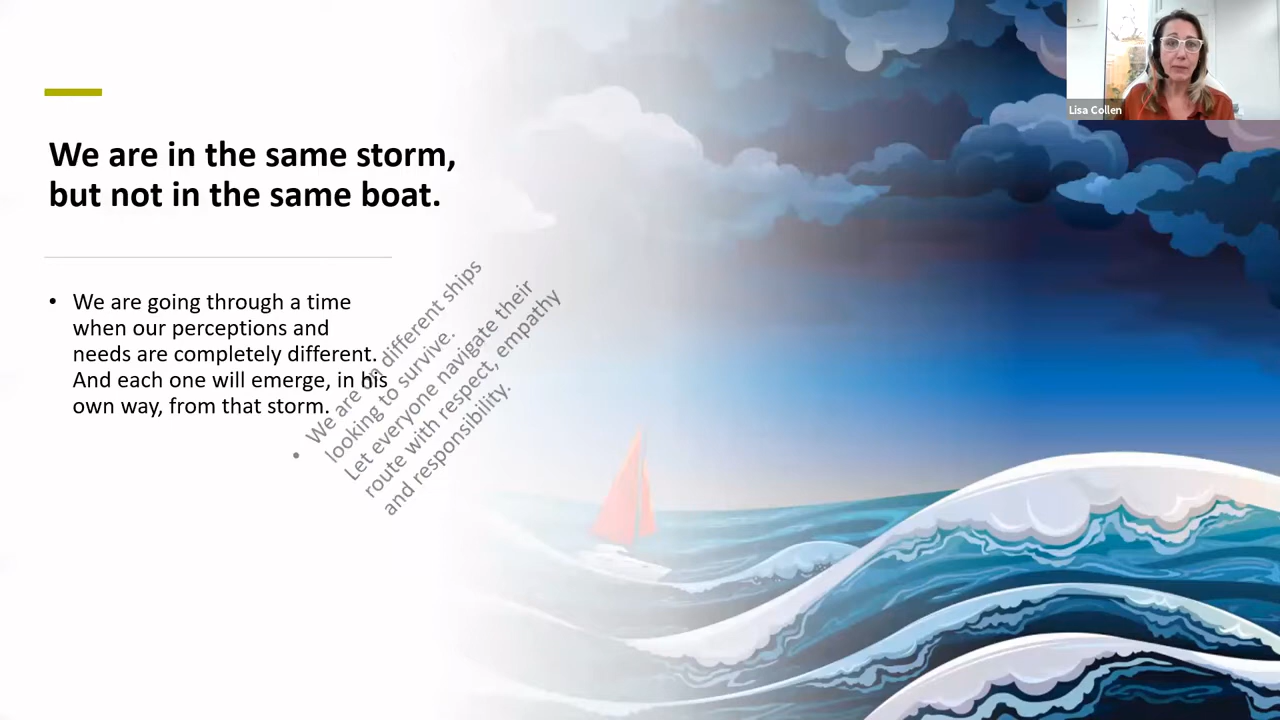 Lisa Collen
We are in the same storm,
but not in the same boat.
• We are going through a time
when our perceptions and
needs are completely different.
And each one will emerge, in his
own way, from that storm.
• We are on different ships
looking to survive.
Let everyone navigate their
route with respect, empathy
and responsibility.